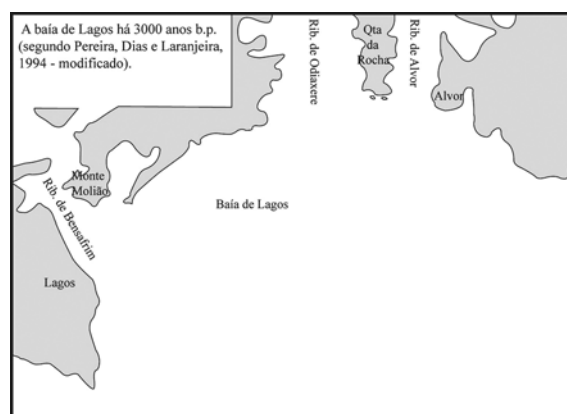 A baía de Lagos há 3000 anos b.p.
(segundo Pereira, Dias e Laranjeira,
1994 - modificado).
Rib. de Odiaxere
Qta
da
Rocha
Rib. de Alvor
Alvor
Monte
Molião
Rib. de Bensafrim
Baía de Lagos
Lagos